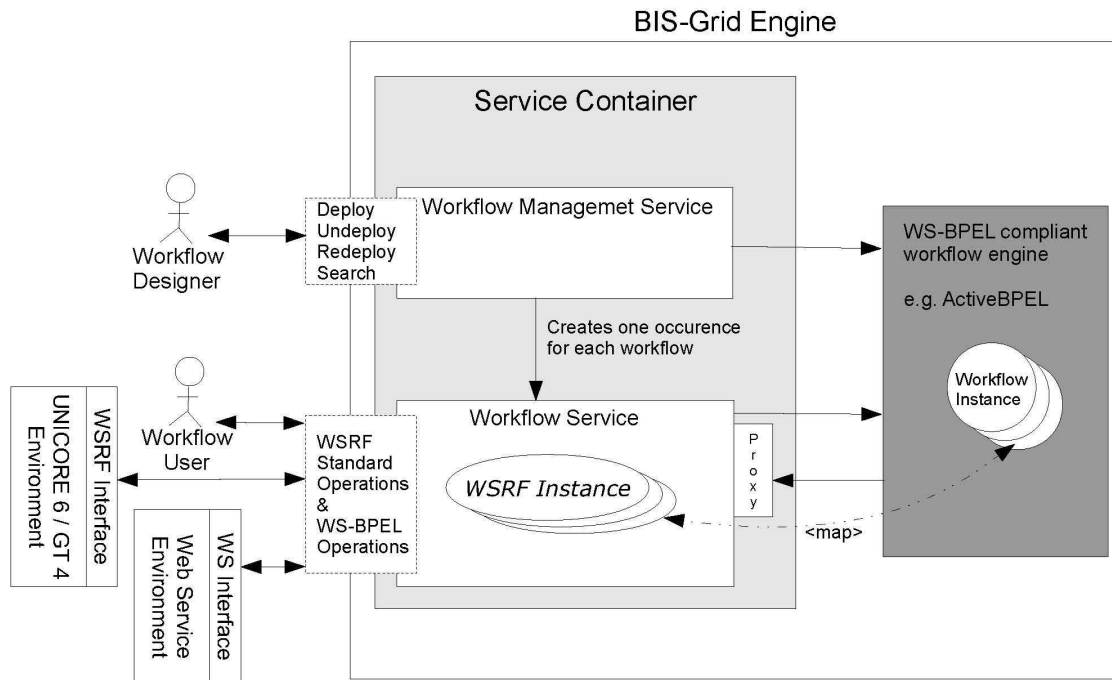 BIS-Grid Engine
Service Container
Workflow Designer
Deploy
Undeploy
Redeploy
Search
Workflow Managemet Service
WS-BPEL compliant
workflow engine
e.g. ActiveBPEL
Creates one occurence
for each workflow
Workflow
Instance
Workflow
User
WSRF
Standard
Operations
&
WS-BPEL
Operations
Workflow Service
WSRF Instance
Proxy
<map>
WSRF Interface
UNICORE 6 / GT 4
Environment
WS Interface
Web Service
Environment